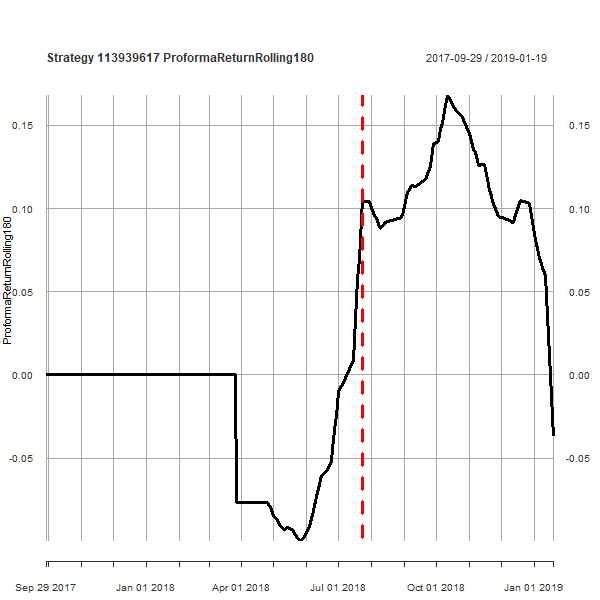 Strategy 113939617 ProformaReturnRolling180 2017-09-29 / 2019-01-19
ProformaReturnRolling180
0.15 0.15
0.10 0.10
0.05 0.05
0.00 0.00
-0.05 -0.05
Sep 29 2017 Jan 01 2018 Apr 01 2018 Jul 01 2018 Oct 01 2018 Jan 01 2019